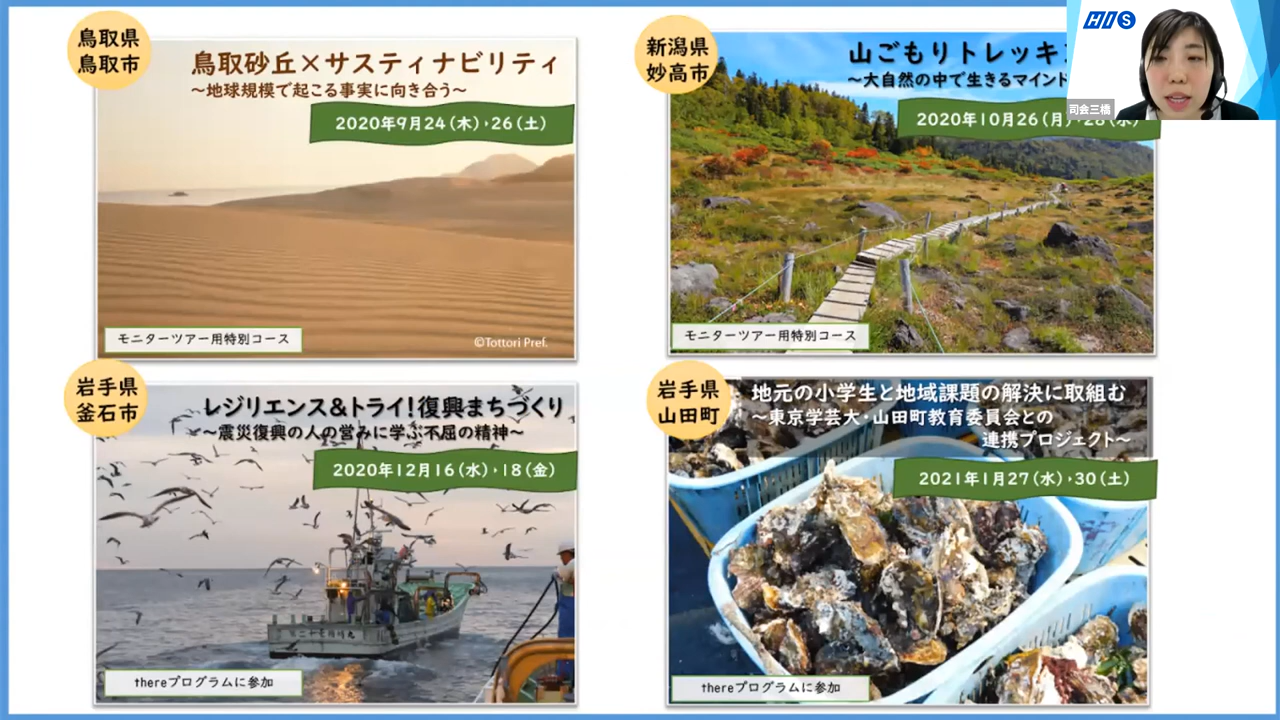 鳥取県
鳥取市
鳥取砂丘×サスティナビリティ
～地球規模で起こる事実に向き合う～
2020年9月24(木)・26(土)
モニターツアー用特別コース
©Tottori Pref.
新潟県
妙高市
山ごもりトレッキ
～大自然の中で生きるマインド
2020年10月26(月)・28(水)
モニターツアー用特別コース
HIS
司会三橋
岩手県
釜石市
レジリエンス&トライ!復興まちづくり
～震災復興の人の営みに学ぶ不屈の精神～
2020年12月16(水)・18(金)
thereプログラムに参加
岩手県
山田町
地元の小学生と地域課題の解決に取組む
～東京学芸大・山田町教育委員会との
連携プロジェクト～
2021年1月27(水)・30(土)
thereプログラムに参加